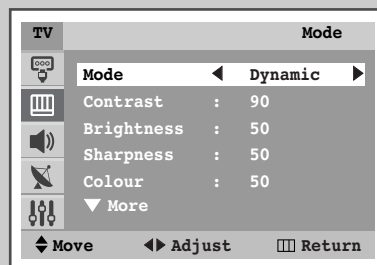 TV Mode
Mode ◀ Dynamic ▶
Contrast : 90
Brightness : 50
Sharpness : 50
Colour : 50
▼ More
Move Adjust Return